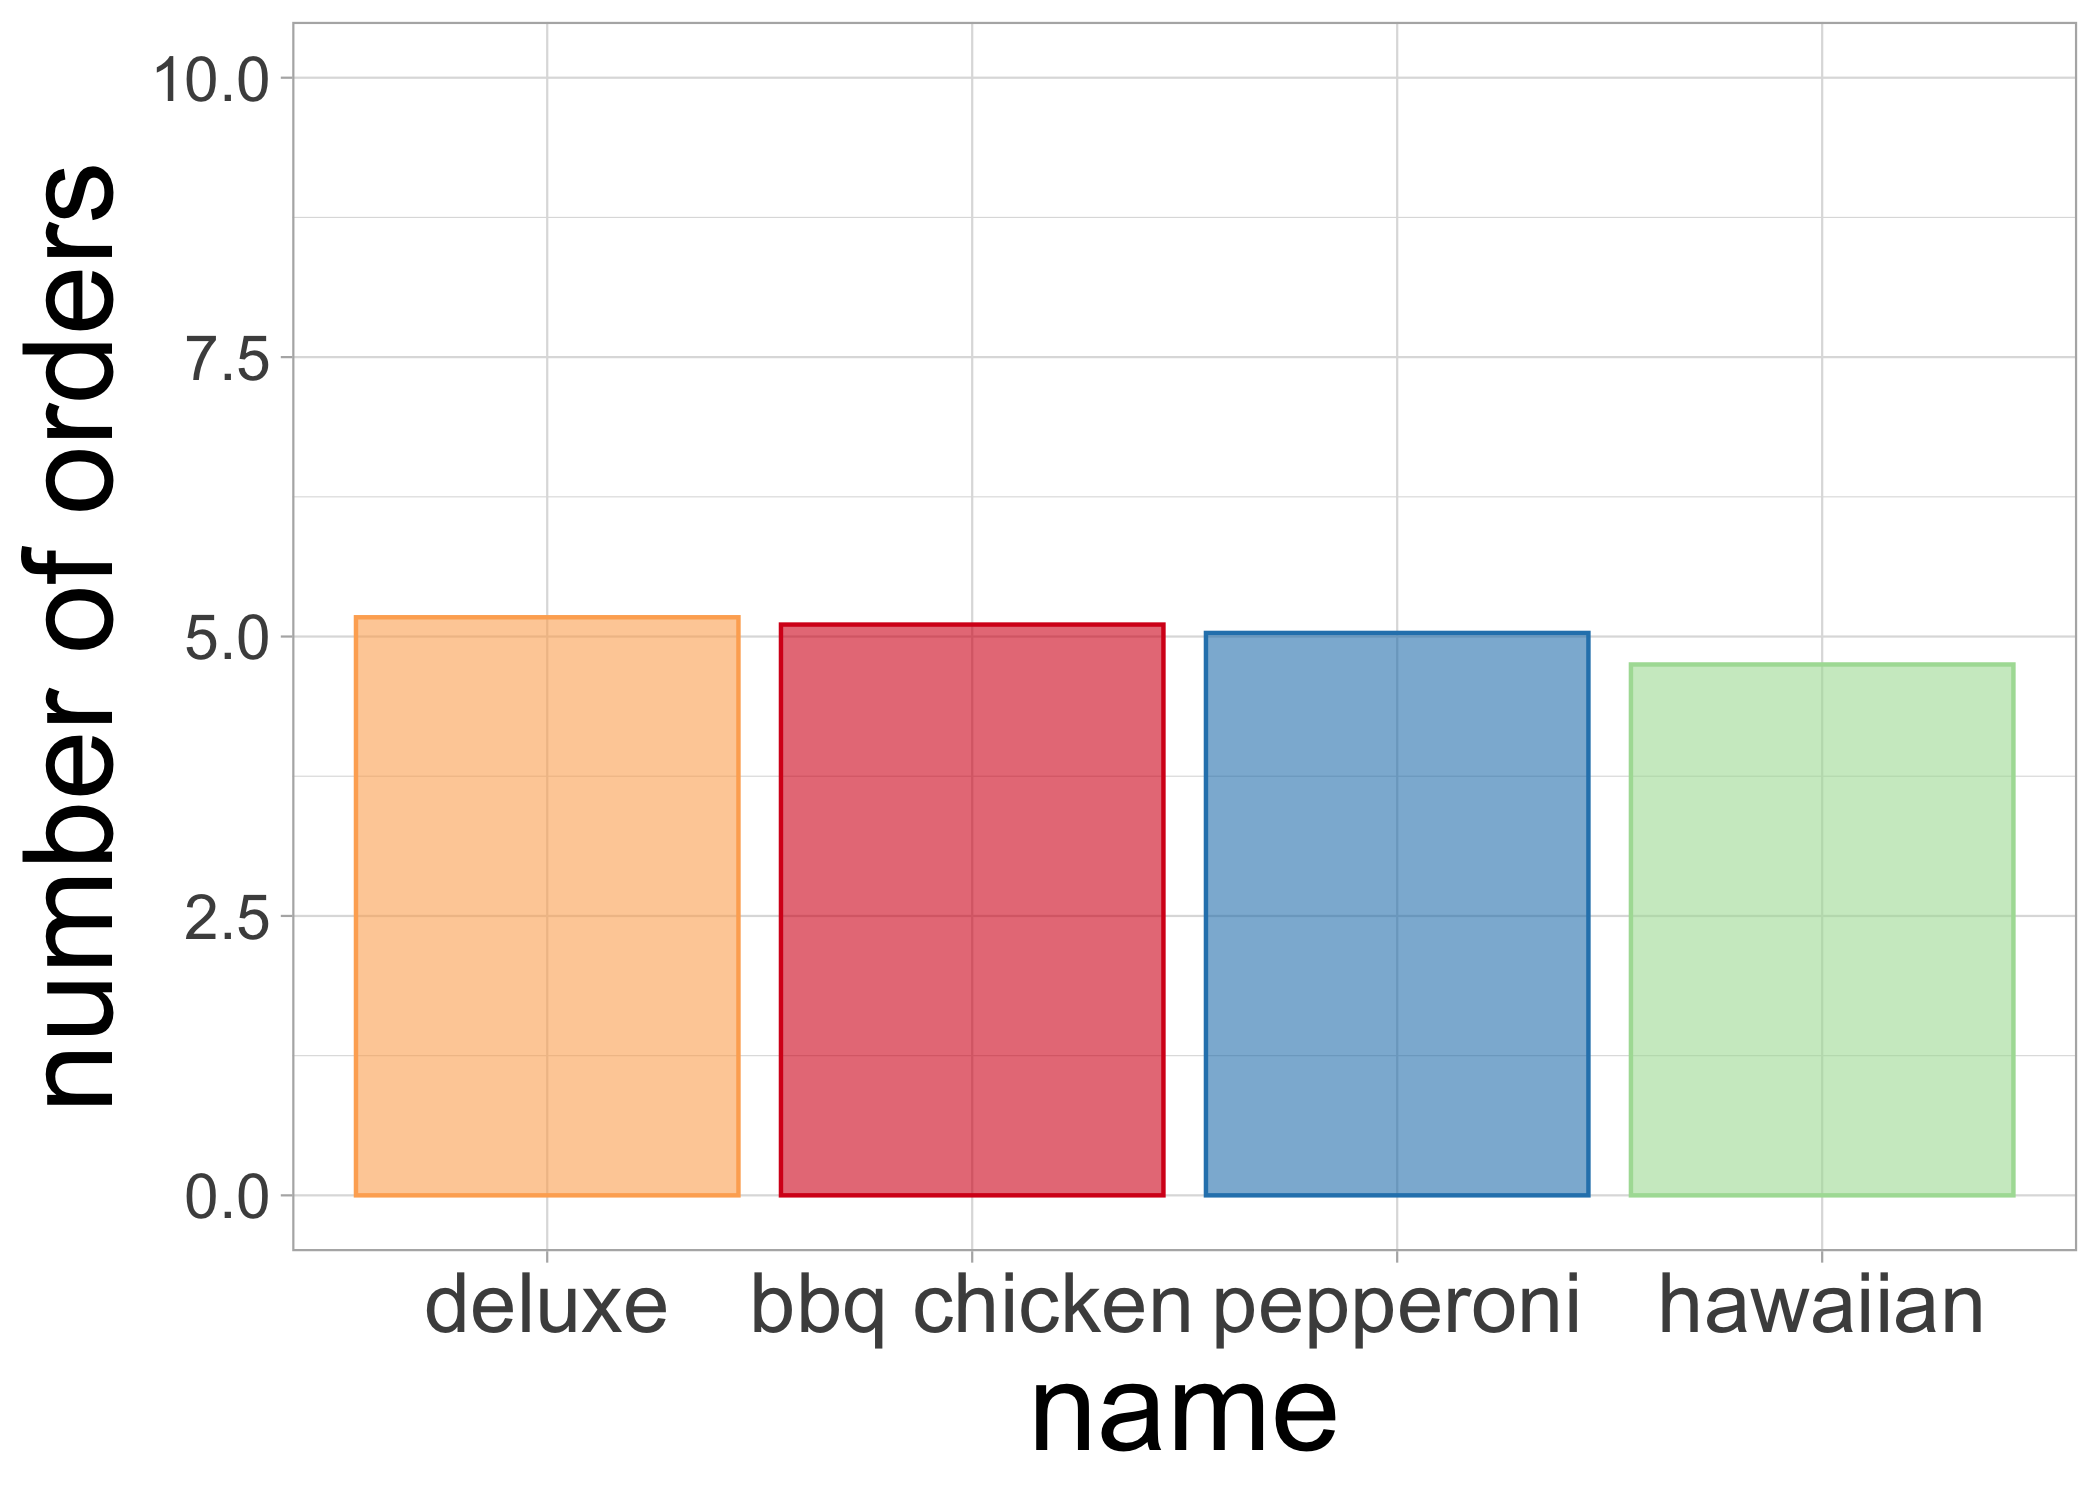 number of orders
10.0
7.5
5.0
2.5
0.0
deluxe bbq chicken pepperoni hawaiian
name